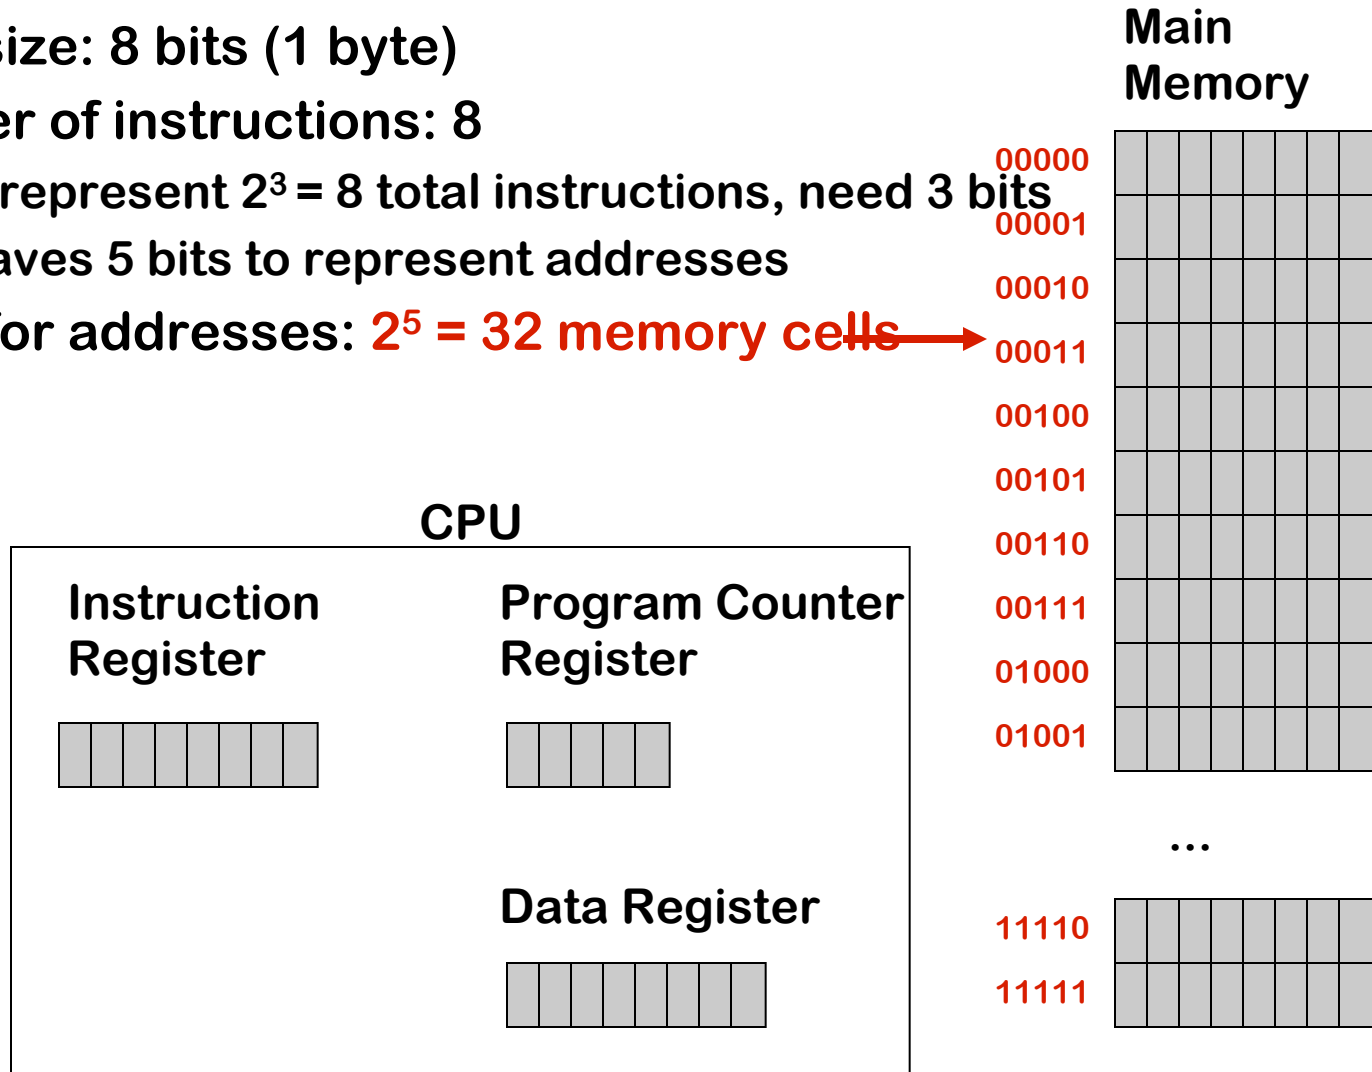 size: 8 bits (1 byte)
er of instructions: 8
represent 2³ = 8 total instructions, need 3 bits
aves 5 bits to represent addresses
for addresses: 2⁵ = 32 memory cells
Main
Memory
00000
00001
00010
00011
00100
00101
00110
00111
01000
01001
...
11110
11111
CPU
Instruction
Register
Program Counter
Register
Data Register